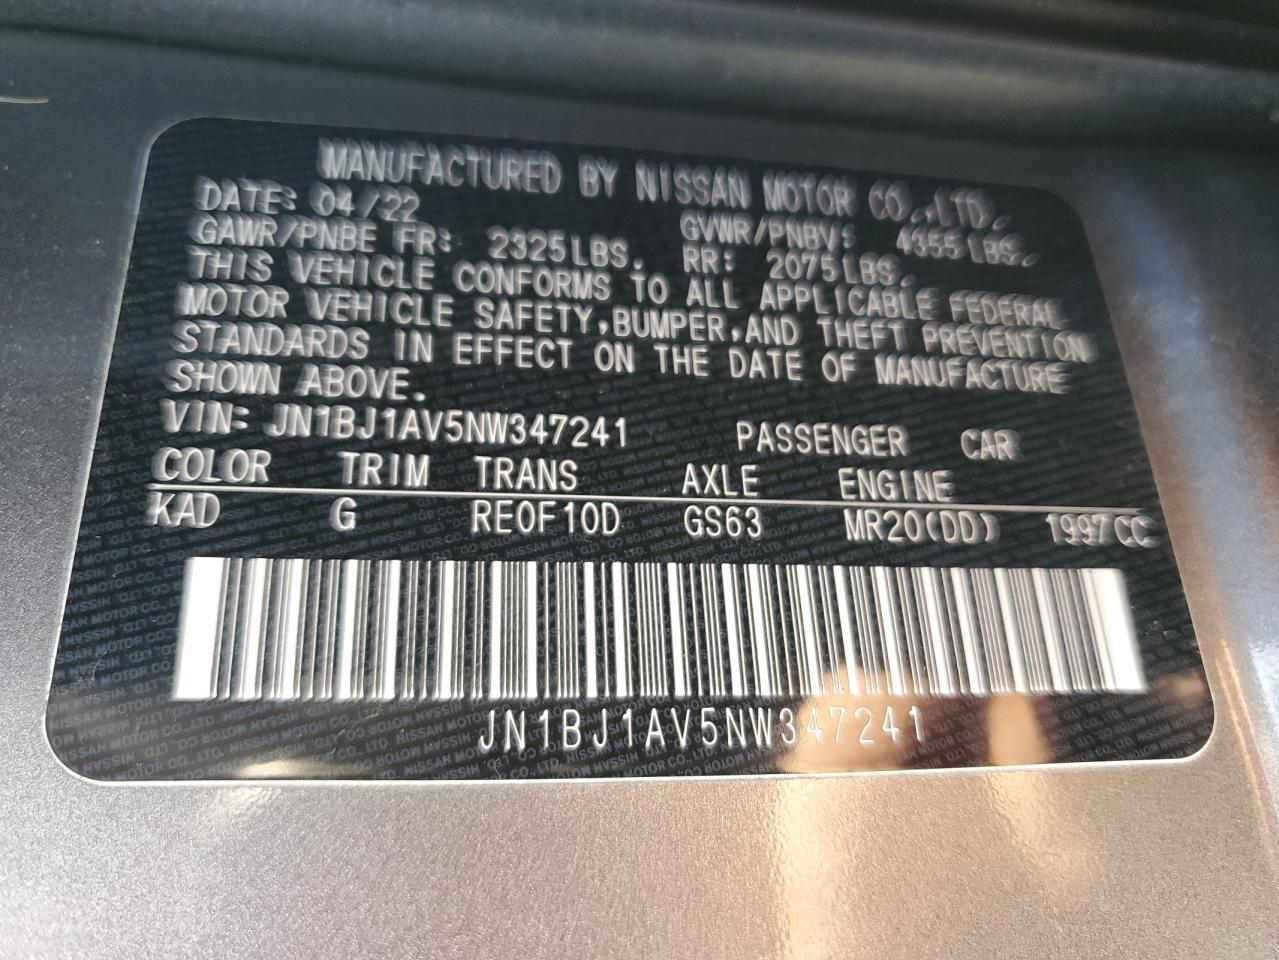 MANUFACTURED BY NISSAN MOTOR CO.,LTD.
DATE: 04/22 GVWR/PNBV: 4355LBS.
GAWR/PNBE FR: 2325LBS. RR: 2075LBS.
THIS VEHICLE CONFORMS TO ALL APPLICABLE FEDERAL
MOTOR VEHICLE SAFETY,BUMPER,AND THEFT PREVENTION
STANDARDS IN EFFECT ON THE DATE OF MANUFACTURE
SHOWN ABOVE.
VIN: JN1BJ1AV5NW347241 PASSENGER CAR
COLOR TRIM TRANS AXLE ENGINE
KAD G RE0F10D GS63 MR20(DD) 1997CC
JN1BJ1AV5NW347241